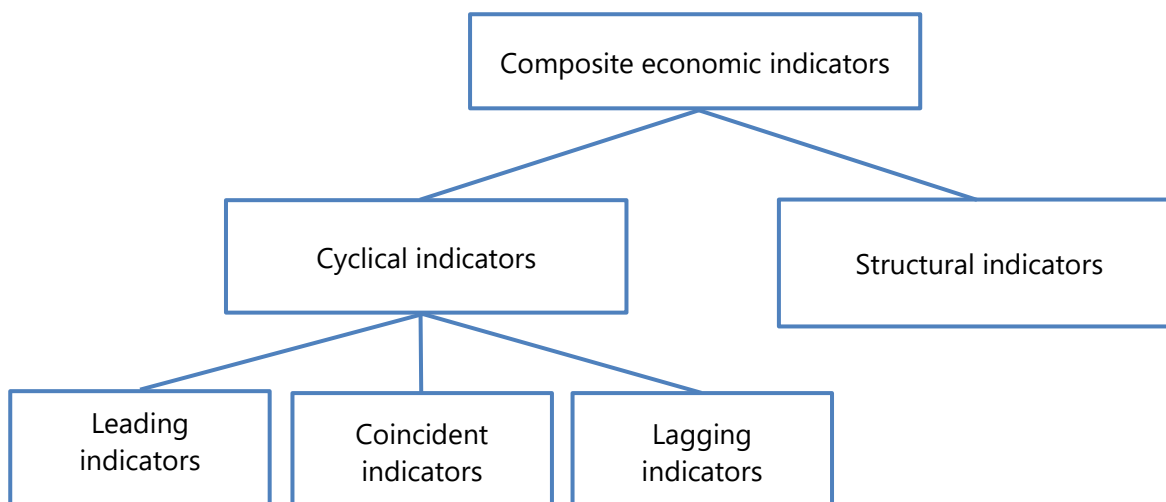 Composite economic indicators
Cyclical indicators
Structural indicators
Leading
indicators
Coincident
indicators
Lagging
indicators